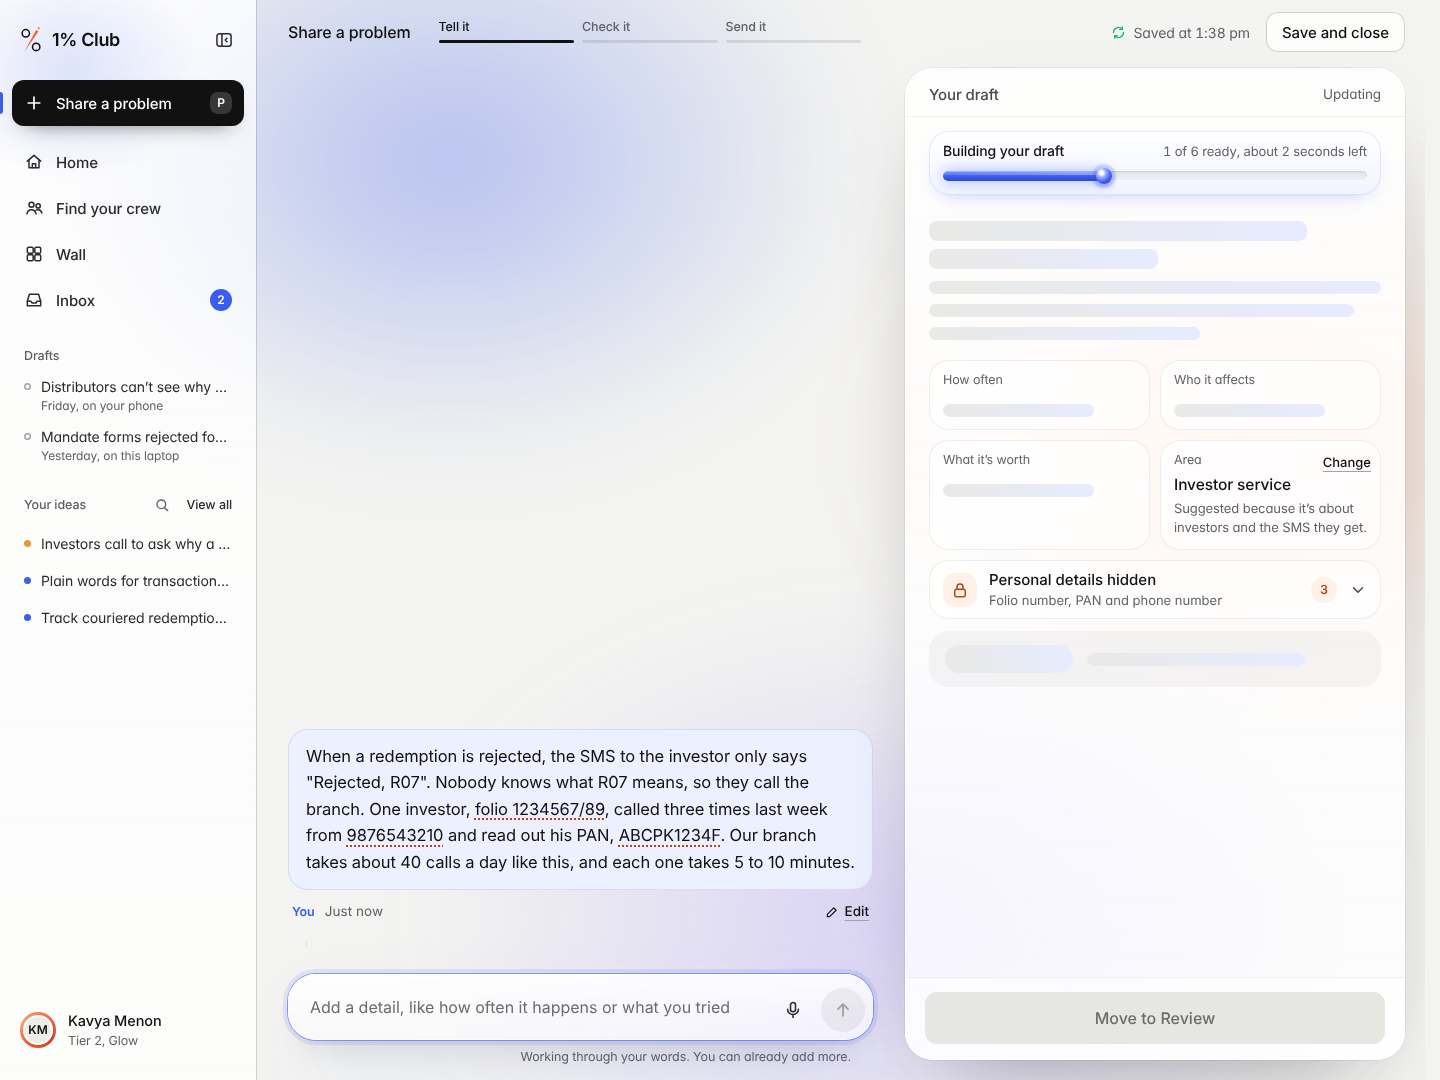 1% Club
Share a problem
P
Home
Find your crew
Wall
Inbox
2
Drafts
Distributors can't see why ...
Friday, on your phone
Mandate forms rejected fo...
Yesterday, on this laptop
Your ideas
View all
Investors call to ask why a ...
Plain words for transaction...
Track couriered redemptio...
KM
Kavya Menon
Tier 2, Glow
Share a problem
Tell it
Check it
Send it
Saved at 1:38 pm
Save and close
When a redemption is rejected, the SMS to the investor only says
"Rejected, R07". Nobody knows what R07 means, so they call the
branch. One investor, folio 1234567/89, called three times last week
from 9876543210 and read out his PAN, ABCPK1234F. Our branch
takes about 40 calls a day like this, and each one takes 5 to 10 minutes.
You Just now
Edit
Add a detail, like how often it happens or what you tried
Working through your words. You can already add more.
Your draft
Updating
Building your draft
1 of 6 ready, about 2 seconds left
How often
Who it affects
What it's worth
Area
Change
Investor service
Suggested because it's about
investors and the SMS they get.
Personal details hidden
Folio number, PAN and phone number
3
Move to Review